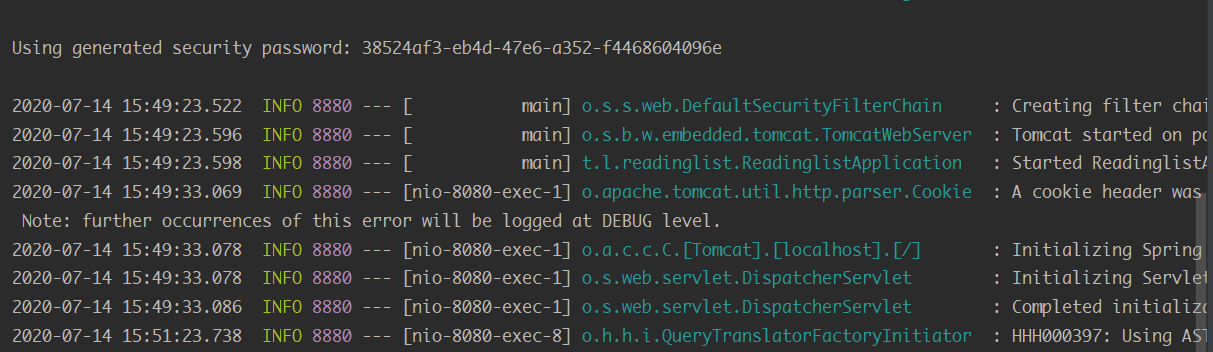 Using generated security password: 38524af3-eb4d-47e6-a352-f4468604096e
2020-07-14 15:49:23.522  INFO 8880 --- [           main] o.s.s.web.DefaultSecurityFilterChain     : Creating filter chai
2020-07-14 15:49:23.596  INFO 8880 --- [           main] o.s.b.w.embedded.tomcat.TomcatWebServer  : Tomcat started on po
2020-07-14 15:49:23.598  INFO 8880 --- [           main] t.l.readinglist.ReadinglistApplication   : Started ReadinglistA
2020-07-14 15:49:33.069  INFO 8880 --- [nio-8080-exec-1] o.apache.tomcat.util.http.parser.Cookie  : A cookie header was
 Note: further occurrences of this error will be logged at DEBUG level.
2020-07-14 15:49:33.078  INFO 8880 --- [nio-8080-exec-1] o.a.c.c.C.[Tomcat].[localhost].[/]       : Initializing Spring
2020-07-14 15:49:33.078  INFO 8880 --- [nio-8080-exec-1] o.s.web.servlet.DispatcherServlet        : Initializing Servlet
2020-07-14 15:49:33.086  INFO 8880 --- [nio-8080-exec-1] o.s.web.servlet.DispatcherServlet        : Completed initializa
2020-07-14 15:51:23.738  INFO 8880 --- [nio-8080-exec-8] o.h.h.i.QueryTranslatorFactoryInitiator  : HHH000397: Using AST